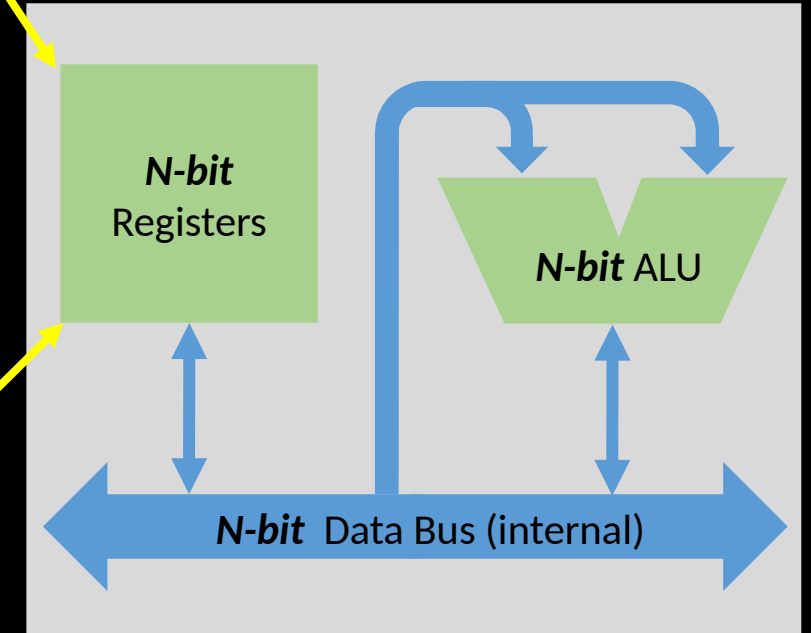 N-bit
Registers
N-bit ALU
N-bit Data Bus (internal)